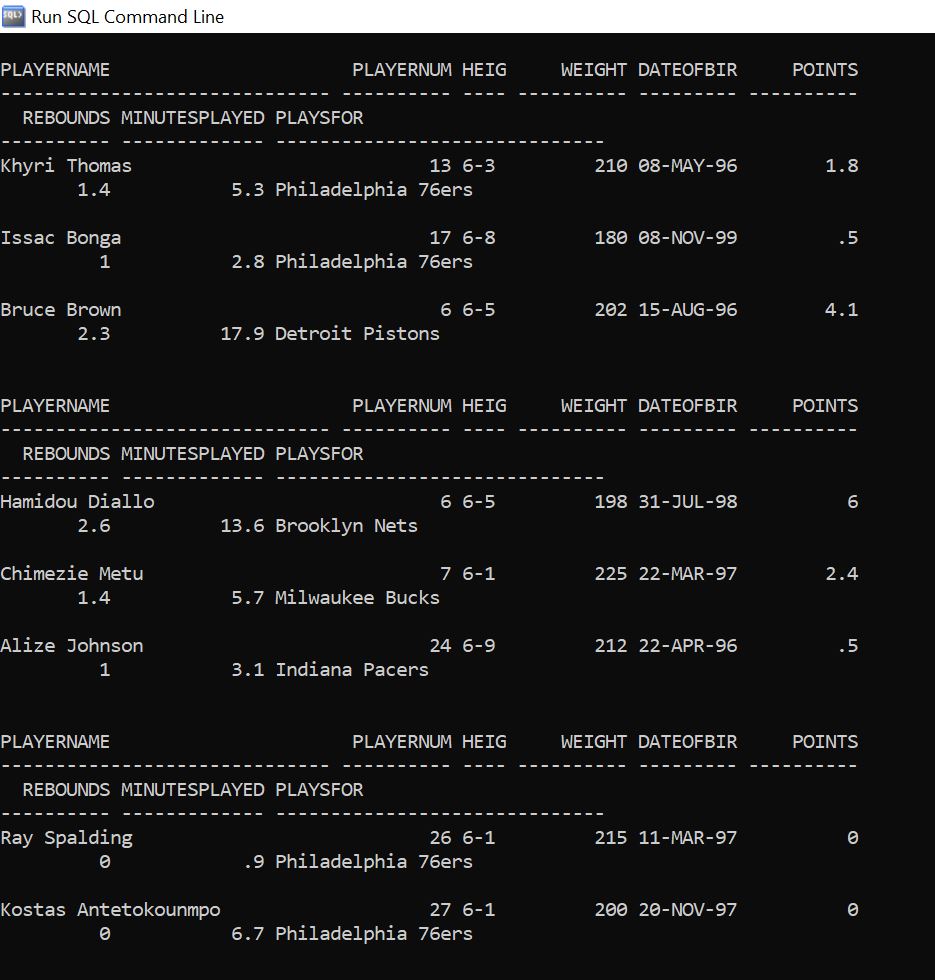 Run SQL Command Line
PLAYERNAME                      PLAYERNUM HEIG     WEIGHT DATEOFBIR     POINTS
------------------------------ ---------- ---- ---------- --------- ----------
  REBOUNDS MINUTESPLAYED PLAYSFOR
---------- ------------- ------------------------------
Khyri Thomas                           13 6-3         210 08-MAY-96        1.8
       1.4           5.3 Philadelphia 76ers
Issac Bonga                            17 6-8         180 08-NOV-99         .5
         1           2.8 Philadelphia 76ers
Bruce Brown                             6 6-5         202 15-AUG-96        4.1
       2.3          17.9 Detroit Pistons
PLAYERNAME                      PLAYERNUM HEIG     WEIGHT DATEOFBIR     POINTS
------------------------------ ---------- ---- ---------- --------- ----------
  REBOUNDS MINUTESPLAYED PLAYSFOR
---------- ------------- ------------------------------
Hamidou Diallo                          6 6-5         198 31-JUL-98          6
       2.6          13.6 Brooklyn Nets
Chimezie Metu                           7 6-1         225 22-MAR-97        2.4
       1.4           5.7 Milwaukee Bucks
Alize Johnson                          24 6-9         212 22-APR-96         .5
         1           3.1 Indiana Pacers
PLAYERNAME                      PLAYERNUM HEIG     WEIGHT DATEOFBIR     POINTS
------------------------------ ---------- ---- ---------- --------- ----------
  REBOUNDS MINUTESPLAYED PLAYSFOR
---------- ------------- ------------------------------
Ray Spalding                           26 6-1         215 11-MAR-97          0
         0            .9 Philadelphia 76ers
Kostas Antetokounmpo                   27 6-1         200 20-NOV-97          0
         0           6.7 Philadelphia 76ers